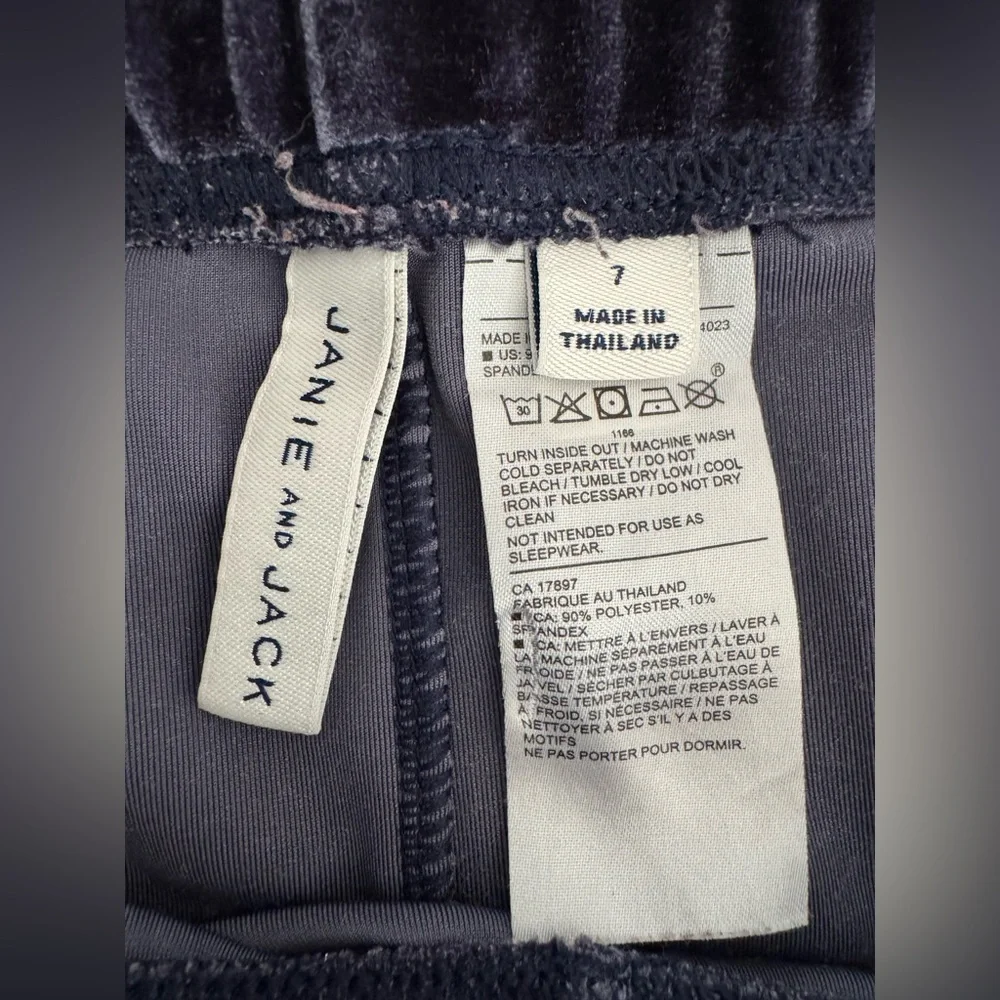 JANIE AND JACK
7
MADE IN
THAILAND
4023
MADE
US:
30
®
1166
TURN INSIDE OUT / MACHINE WASH
COLD SEPARATELY / DO NOT
BLEACH / TUMBLE DRY LOW / COOL
IRON IF NECESSARY / DO NOT DRY
CLEAN
NOT INTENDED FOR USE AS
SLEEPWEAR.
CA 17897
FABRIQUE AU THAILAND
CA: 90% POLYESTER, 10%
SPANDEX
CA: METTRE À L'ENVERS / LAVER À
LA MACHINE SÉPARÉMENT À L'EAU
FROIDE / NE PAS PASSER À L'EAU DE
JAVEL / SÉCHER PAR CULBUTAGE À
BASSE TEMPÉRATURE / REPASSAGE
À FROID, SI NÉCESSAIRE / NE PAS
NETTOYER À SEC S'IL Y A DES
MOTIFS
NE PAS PORTER POUR DORMIR.